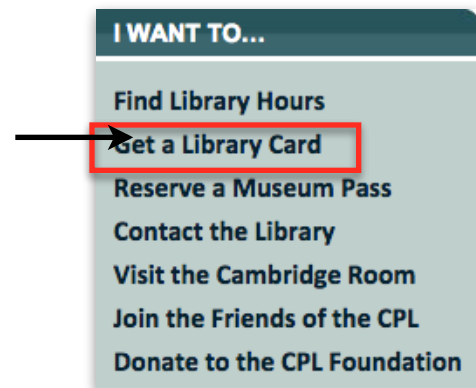 I WANT TO...
Find Library Hours
Get a Library Card
Reserve a Museum Pass
Contact the Library
Visit the Cambridge Room
Join the Friends of the CPL
Donate to the CPL Foundation